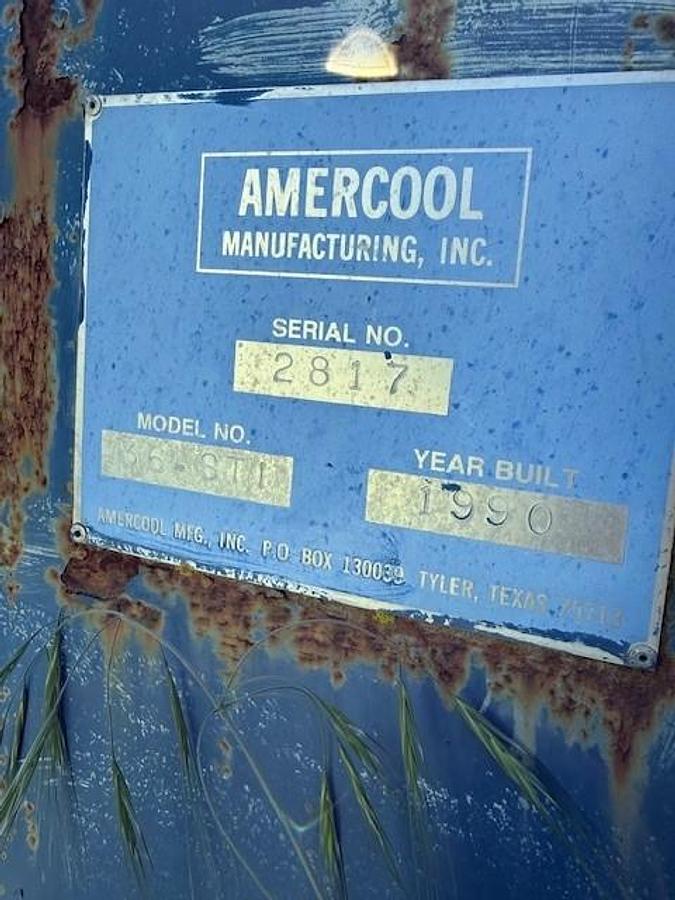 AMERCOOL
MANUFACTURING, INC.
SERIAL NO.
2817
MODEL NO.
YEAR BUILT
1990
AMERCOOL MFG., INC. P.O. BOX 130039 TYLER, TEXAS